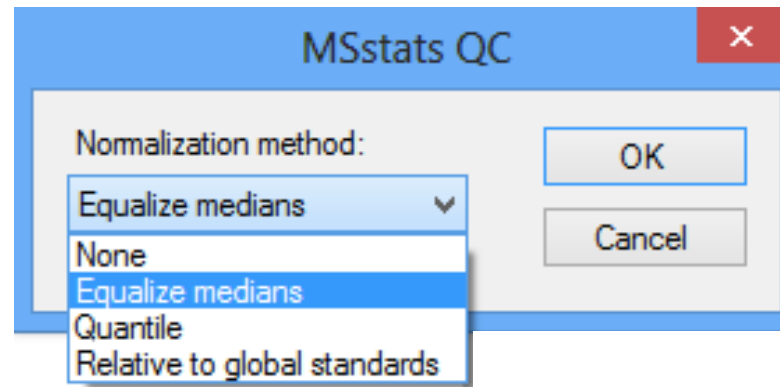 MSstats QC
Normalization method:
OK
Equalize medians
Cancel
None
Equalize medians
Quantile
Relative to global standards